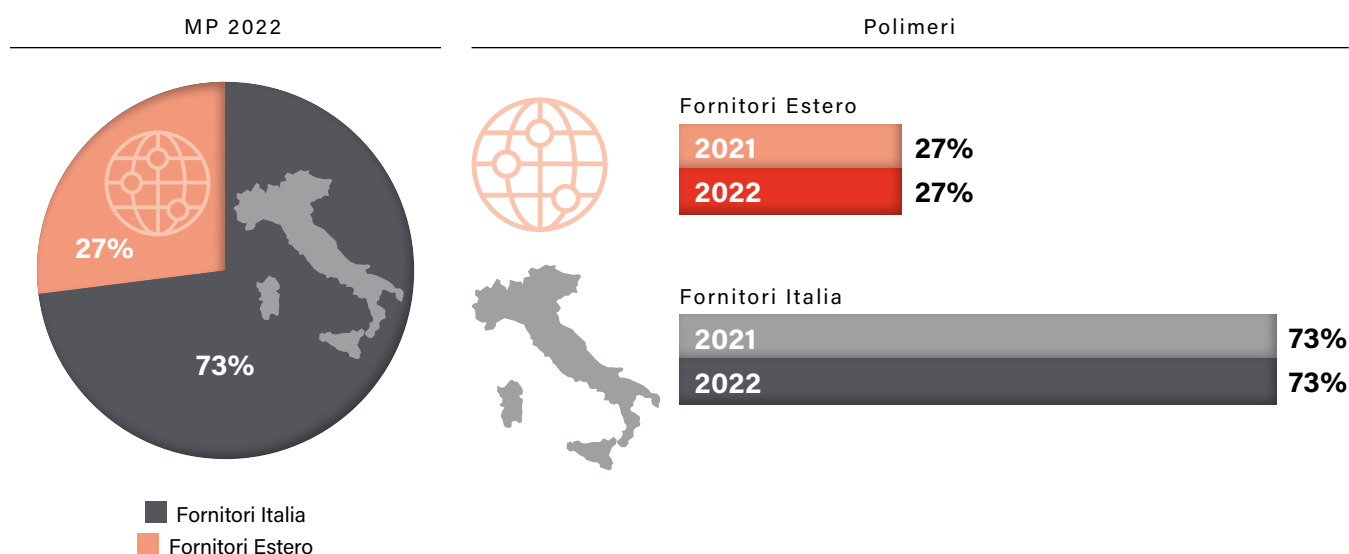 MP 2022
27%
73%
Fornitori Italia
Fornitori Estero
Polimeri
Fornitori Estero
2021 27%
2022 27%
Fornitori Italia
2021 73%
2022 73%